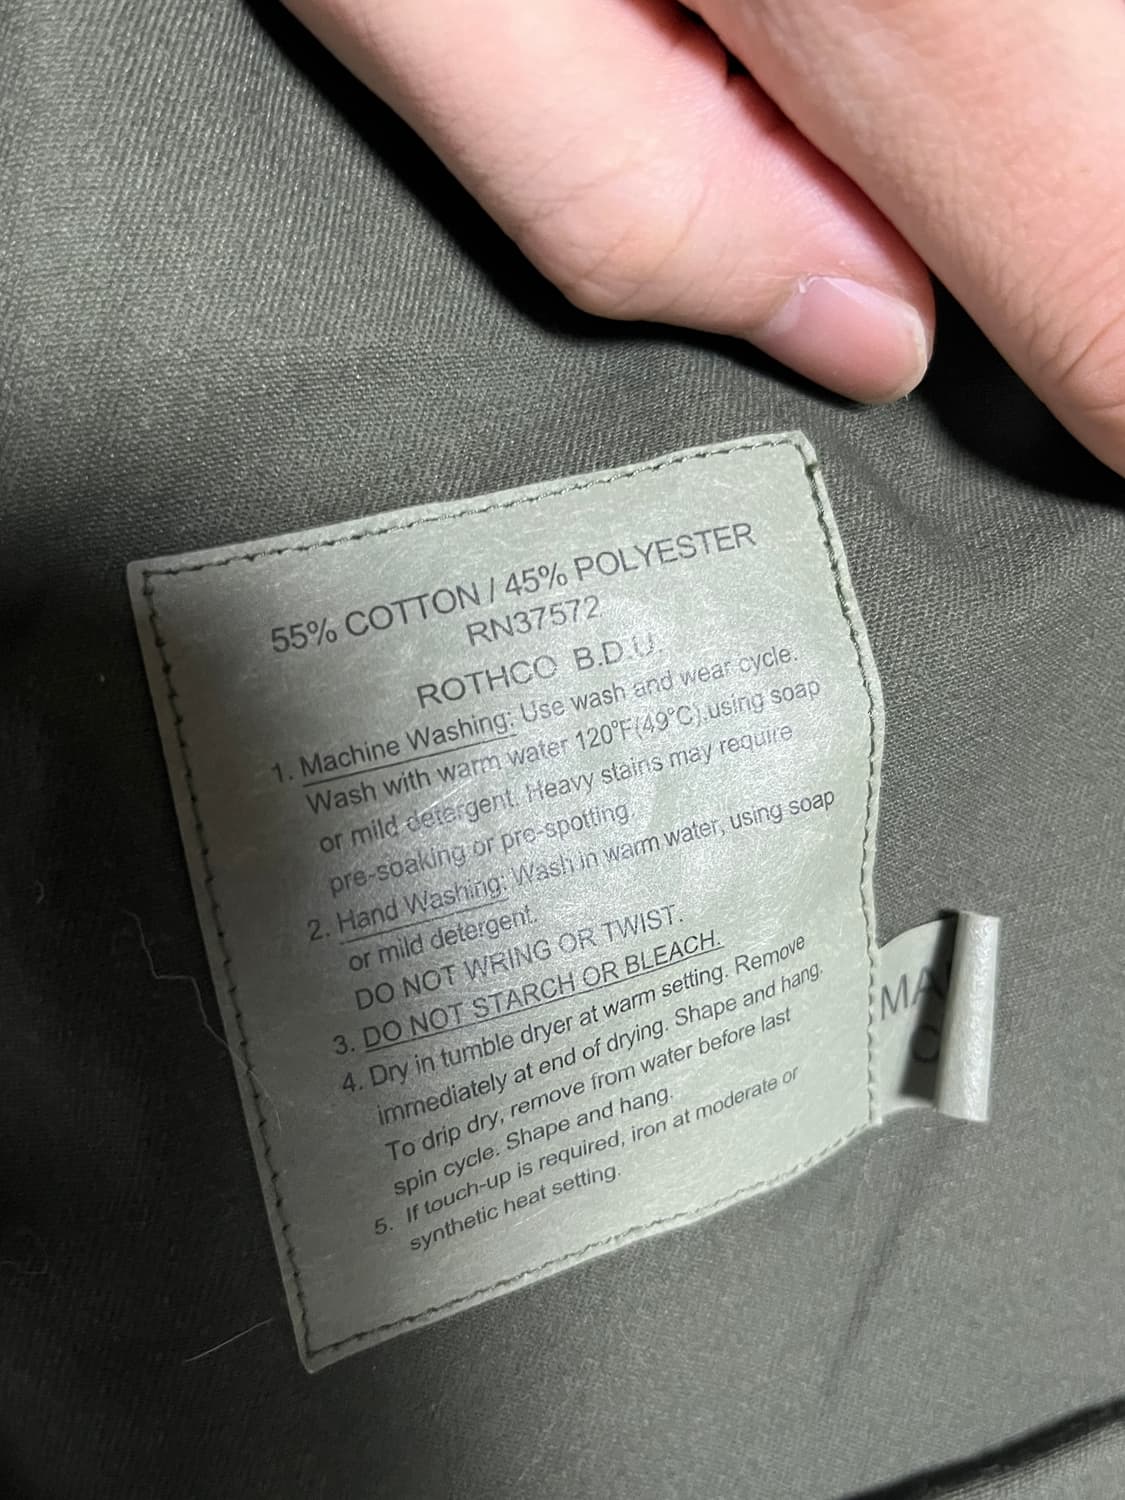 55% COTTON / 45% POLYESTER
RN37572
ROTHCO B.D.U.
1. Machine Washing: Use wash and wear cycle.
Wash with warm water 120°F(49°C).using soap
or mild detergent. Heavy stains may require
pre-soaking or pre-spotting.
2. Hand Washing: Wash in warm water, using soap
or mild detergent.
DO NOT WRING OR TWIST.
3. DO NOT STARCH OR BLEACH.
4. Dry in tumble dryer at warm setting. Remove
immediately at end of drying. Shape and hang.
To drip dry, remove from water before last
spin cycle. Shape and hang.
5. If touch-up is required, iron at moderate or
synthetic heat setting.